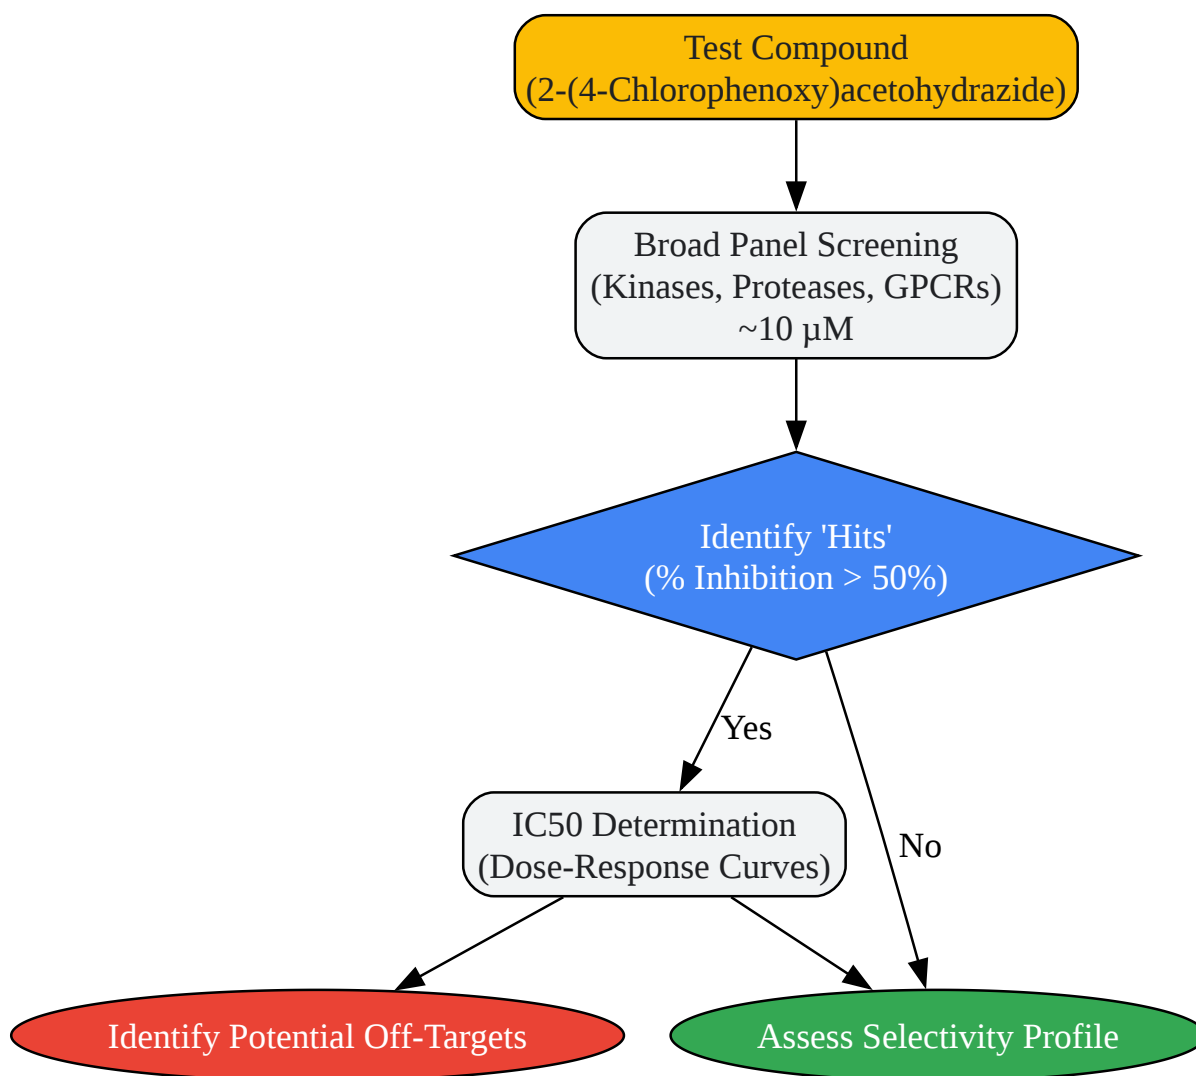 Test Compound
(2-(4-Chlorophenoxy)acetohydrazide)
Broad Panel Screening
(Kinases, Proteases, GPCRs)
~10 µM
Identify 'Hits'
(% Inhibition > 50%)
Yes
IC50 Determination
(Dose-Response Curves)
No
Identify Potential Off-Targets
Assess Selectivity Profile